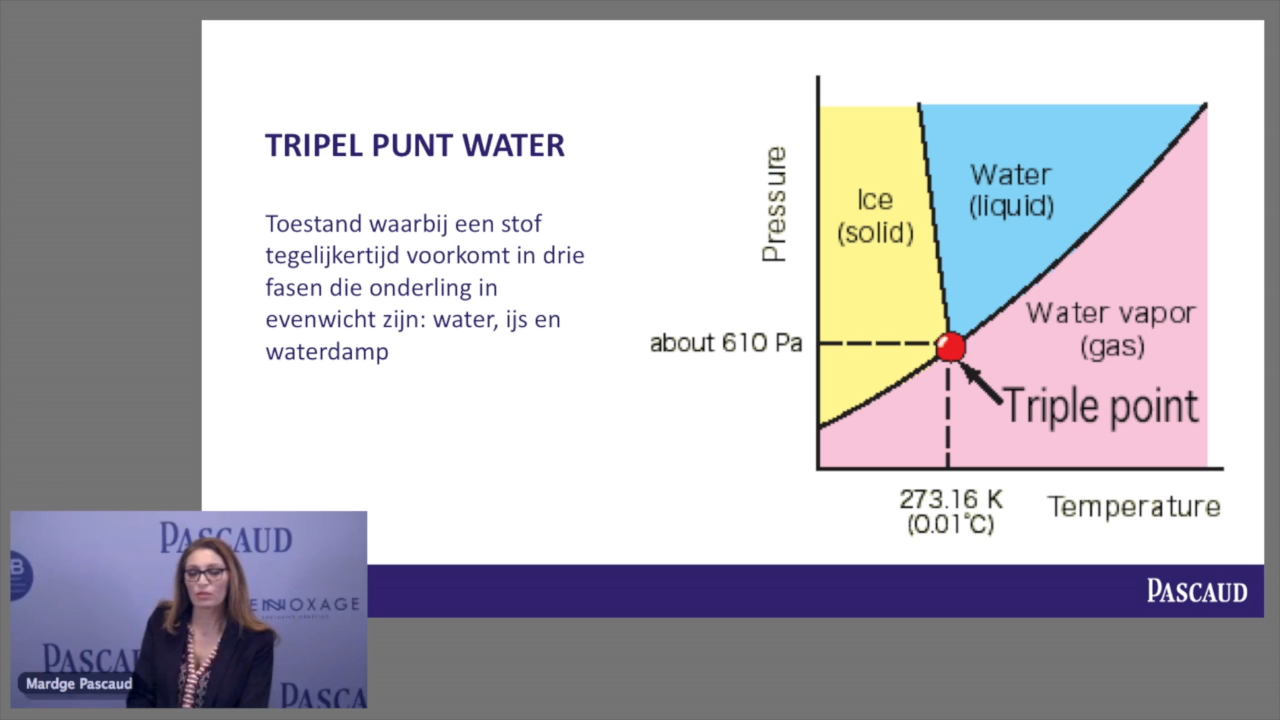 TRIPEL PUNT WATER
Toestand waarbij een stof
tegelijkertijd voorkomt in drie
fasen die onderling in
evenwicht zijn: water, ijs en
waterdamp
Pressure
Ice
(solid)
Water
(liquid)
Water vapor
(gas)
about 610 Pa
Triple point
273.16 K
(0.01°C)
Temperature
PASCAUD
PASCAUD
B
ENNOXAGE
PASCA
Mardge Pascaud
PASCA